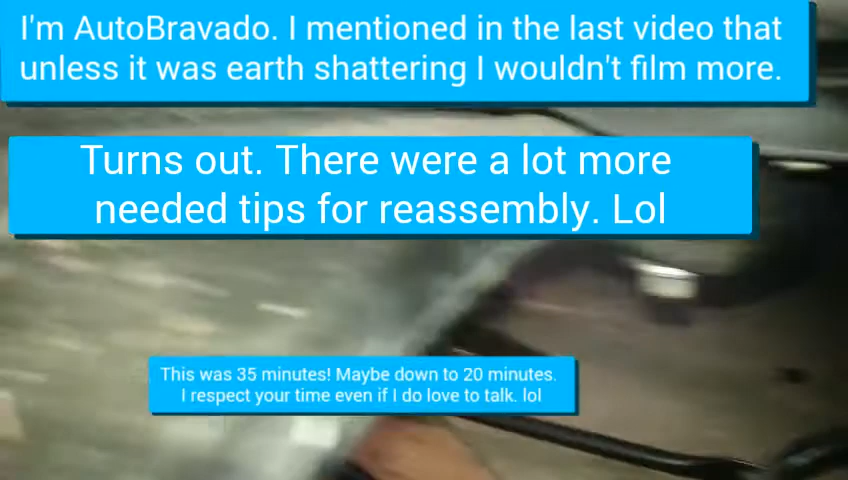 I'm AutoBravado. I mentioned in the last video that
unless it was earth shattering I wouldn't film more.
Turns out. There were a lot more
needed tips for reassembly. Lol
This was 35 minutes! Maybe down to 20 minutes.
I respect your time even if I do love to talk. lol